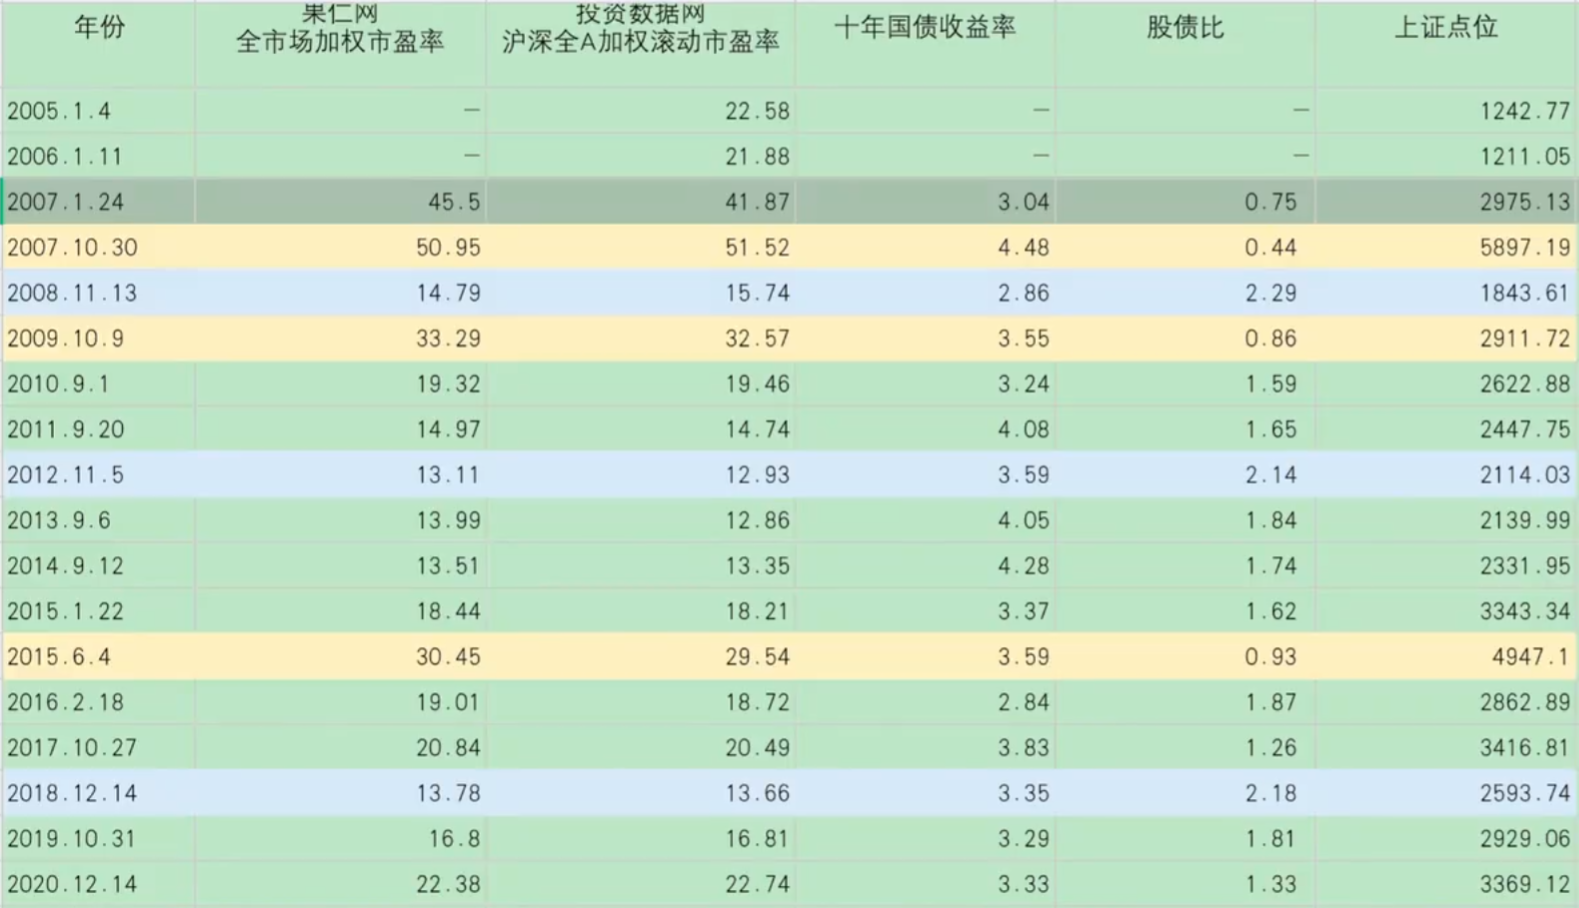 年份 果仁网 全市场加权市盈率 投资数据网 沪深全A加权滚动市盈率 十年国债收益率 股债比 上证点位
2005.1.4 — 22.58 — — 1242.77
2006.1.11 — 21.88 — — 1211.05
2007.1.24 45.5 41.87 3.04 0.75 2975.13
2007.10.30 50.95 51.52 4.48 0.44 5897.19
2008.11.13 14.79 15.74 2.86 2.29 1843.61
2009.10.9 33.29 32.57 3.55 0.86 2911.72
2010.9.1 19.32 19.46 3.24 1.59 2622.88
2011.9.20 14.97 14.74 4.08 1.65 2447.75
2012.11.5 13.11 12.93 3.59 2.14 2114.03
2013.9.6 13.99 12.86 4.05 1.84 2139.99
2014.9.12 13.51 13.35 4.28 1.74 2331.95
2015.1.22 18.44 18.21 3.37 1.62 3343.34
2015.6.4 30.45 29.54 3.59 0.93 4947.1
2016.2.18 19.01 18.72 2.84 1.87 2862.89
2017.10.27 20.84 20.49 3.83 1.26 3416.81
2018.12.14 13.78 13.66 3.35 2.18 2593.74
2019.10.31 16.8 16.81 3.29 1.81 2929.06
2020.12.14 22.38 22.74 3.33 1.33 3369.12